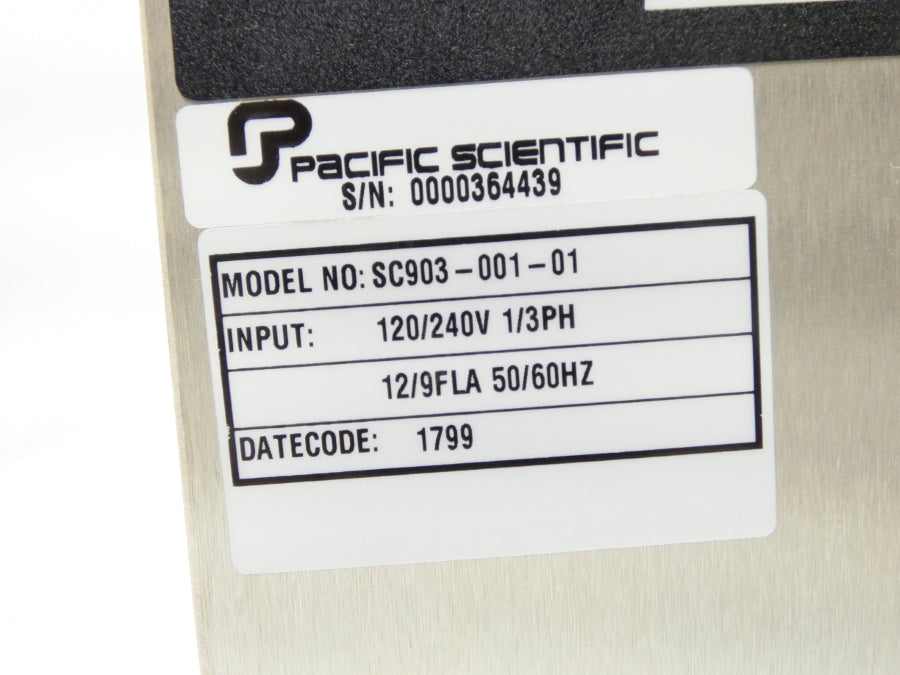 PACIFIC SCIENTIFIC
S/N: 0000364439
MODEL NO: SC903-001-01
INPUT: 120/240V 1/3PH
12/9FLA 50/60HZ
DATECODE: 1799